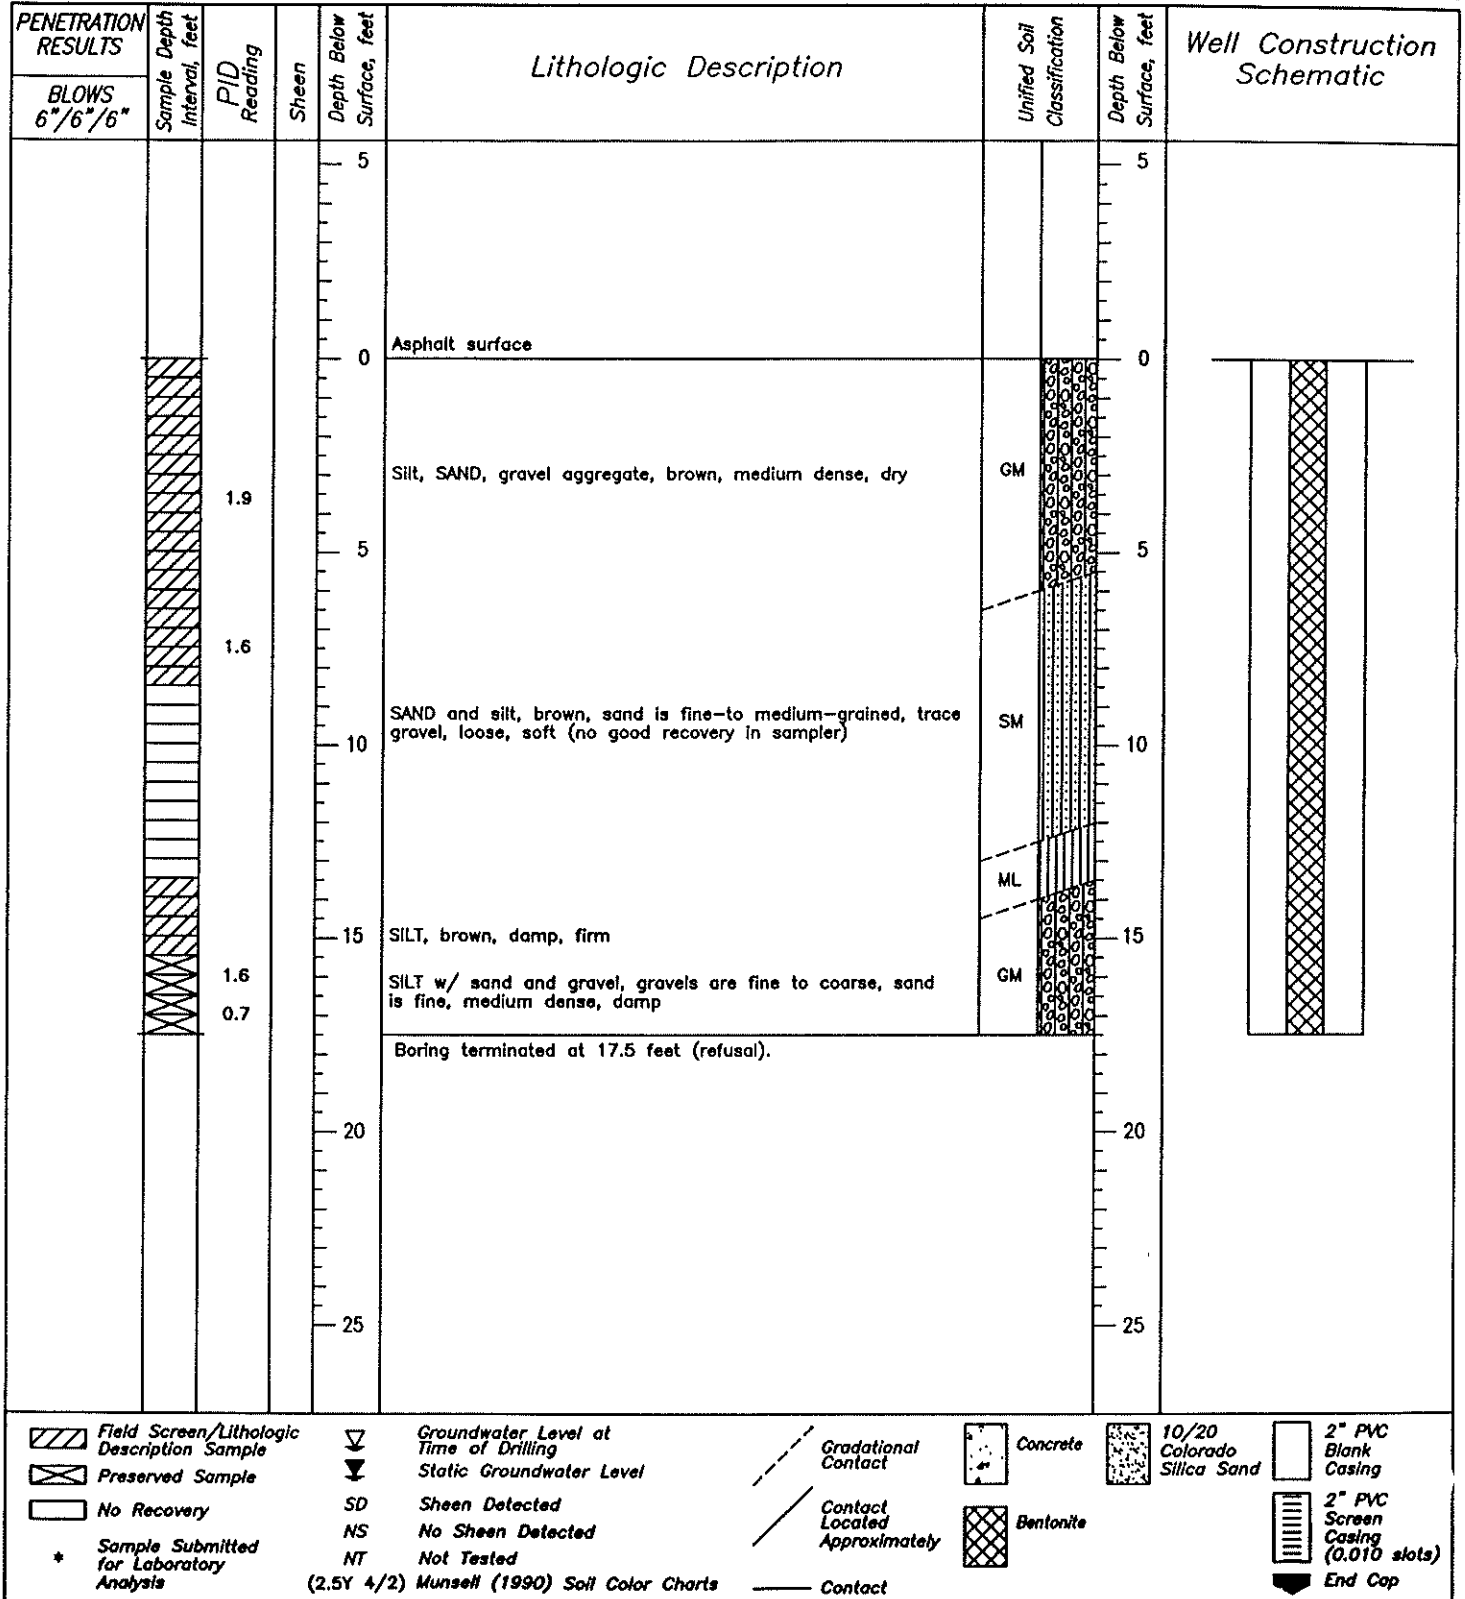 PENETRATION
RESULTS
BLOWS
6"/6"/6"
Sample Depth
Interval, feet
PID
Reading
Sheen
Depth Below
Surface, feet
Lithologic Description
Unified Soil
Classification
Depth Below
Surface, feet
Well Construction
Schematic
5
5
Asphalt surface
0
0
Silt, SAND, gravel aggregate, brown, medium dense, dry
GM
1.9
5
5
1.6
SAND and silt, brown, sand is fine-to medium-grained, trace
gravel, loose, soft (no good recovery in sampler)
SM
10
10
ML
15
SILT, brown, damp, firm
15
1.6
SILT w/ sand and gravel, gravels are fine to coarse, sand
is fine, medium dense, damp
GM
0.7
Boring terminated at 17.5 feet (refusal).
20
20
25
25
Field Screen/Lithologic
Description Sample
Preserved Sample
No Recovery
* Sample Submitted
for Laboratory
Analysis
Groundwater Level at
Time of Drilling
Static Groundwater Level
SD Sheen Detected
NS No Sheen Detected
NT Not Tested
(2.5Y 4/2) Munsell (1990) Soil Color Charts
Gradational
Contact
Contact
Located
Approximately
Contact
Concrete
Bentonite
10/20
Colorado
Silica Sand
2" PVC
Blank
Casing
2" PVC
Screen
Casing
(0.010 slots)
End Cap